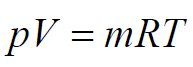 pV = mRT